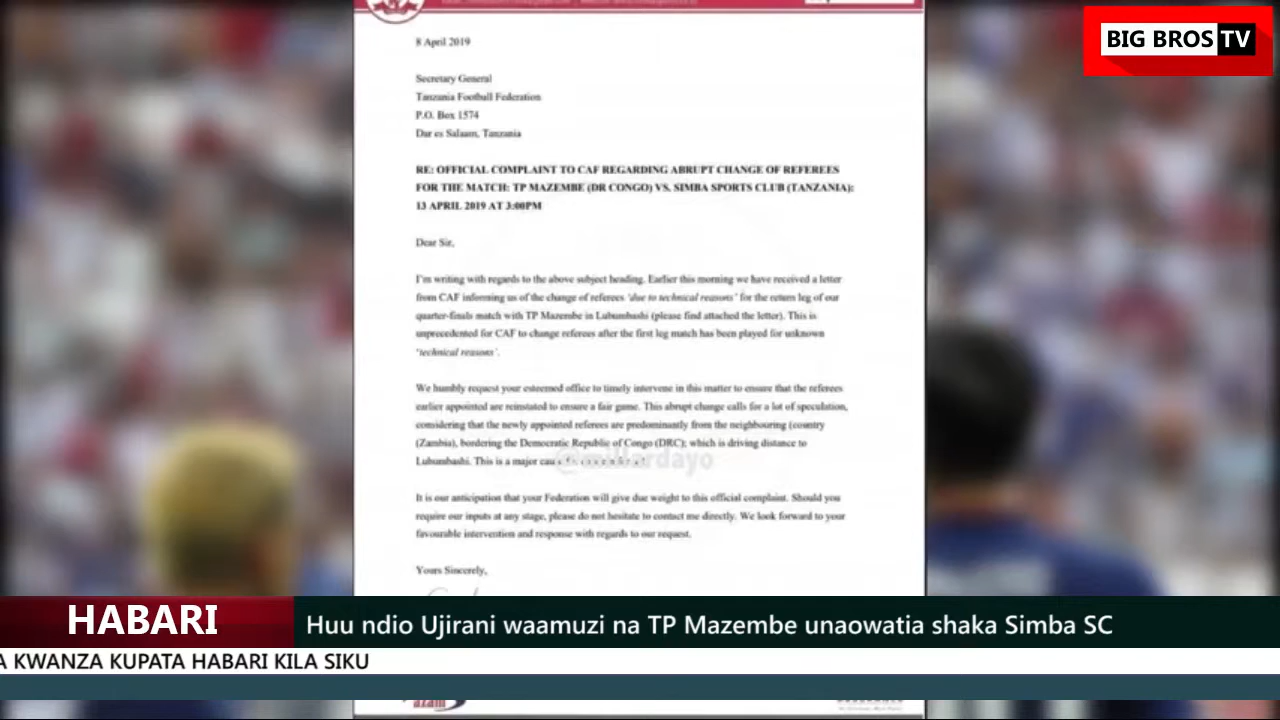 BIG BROS TV
8 April 2019
Secretary General
Tanzania Football Federation
P.O. Box 1574
Dar es Salaam, Tanzania
RE: OFFICIAL COMPLAINT TO CAF REGARDING ABRUPT CHANGE OF REFEREES
FOR THE MATCH: TP MAZEMBE (DR CONGO) VS. SIMBA SPORTS CLUB (TANZANIA):
13 APRIL 2019 AT 3:00PM
Dear Sir,
I'm writing with regards to the above subject heading. Earlier this morning we have received a letter
from CAF informing us of the change of referees 'due to technical reasons' for the return leg of our
quarter-finals match with TP Mazembe in Lubumbashi (please find attached the letter). This is
unprecedented for CAF to change referees after the first leg match has been played for unknown
'technical reasons'.
We humbly request your esteemed office to timely intervene in this matter to ensure that the referees
earlier appointed are reinstated to ensure a fair game. This abrupt change calls for a lot of speculation,
considering that the newly appointed referees are predominantly from the neighbouring (country
(Zambia), bordering the Democratic Republic of Congo (DRC); which is driving distance to
Lubumbashi. This is a major
@millardayo
It is our anticipation that your Federation will give due weight to this official complaint. Should you
require our inputs at any stage, please do not hesitate to contact me directly. We look forward to your
favourable intervention and response with regards to our request.
Yours Sincerely,
HABARI
Huu ndio Ujirani waamuzi na TP Mazembe unaowatia shaka Simba SC
A KWANZA KUPATA HABARI KILA SIKU
azam